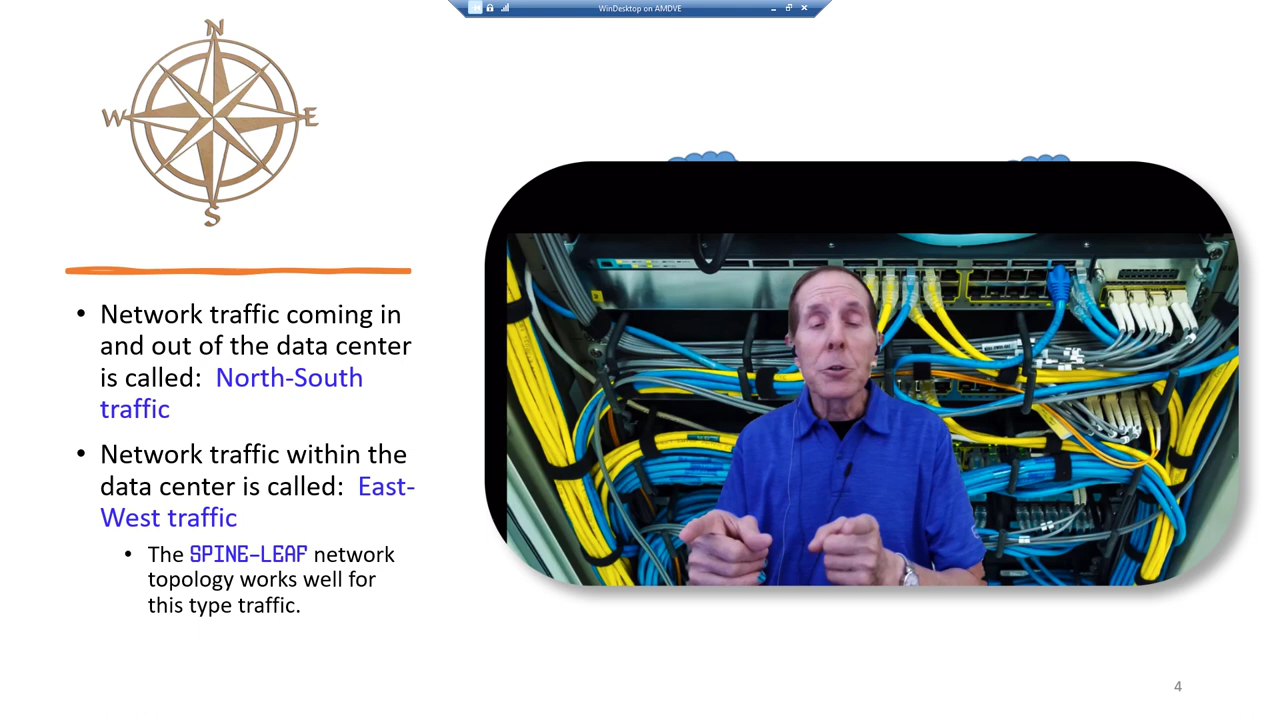 WinDesktop on AMDVE
N
W E
S
• Network traffic coming in
and out of the data center
is called: North-South
traffic
• Network traffic within the
data center is called: East-
West traffic
• The SPINE-LEAF network
topology works well for
this type traffic.
4